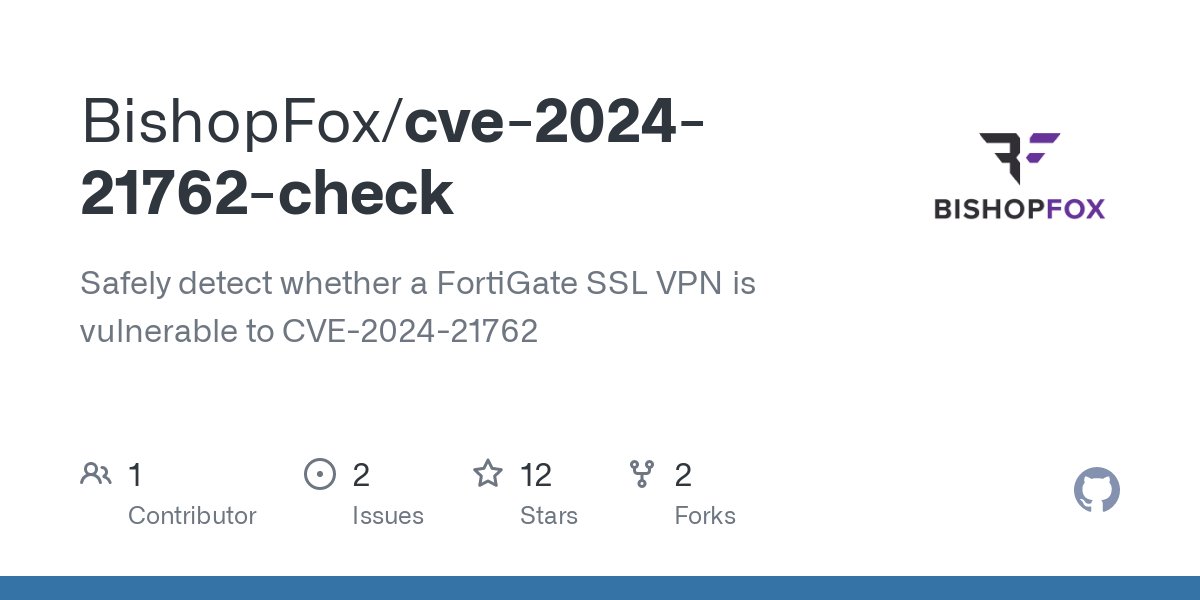 BishopFox/cve-2024-
21762-check
BISHOPFOX
Safely detect whether a FortiGate SSL VPN is
vulnerable to CVE-2024-21762
1
Contributor
2
Issues
12
Stars
2
Forks